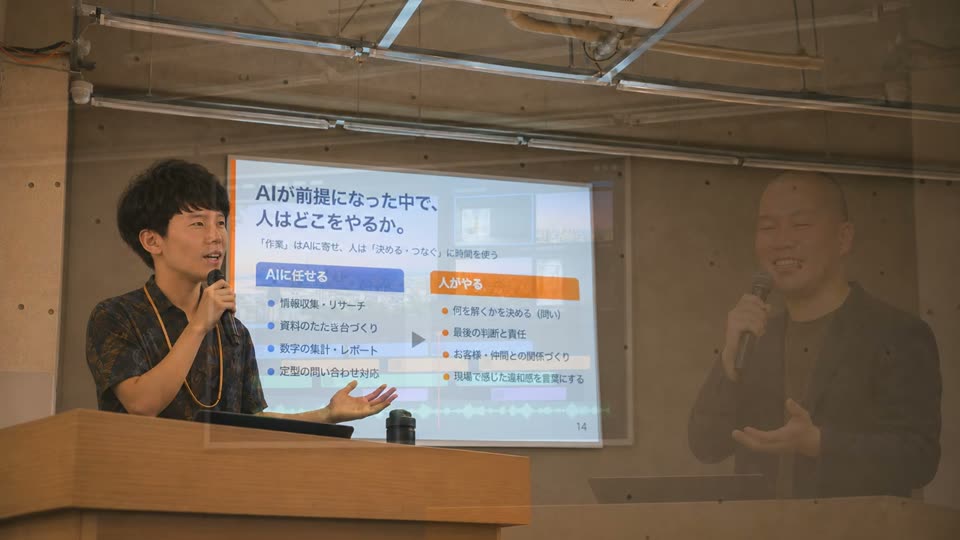 AIが前提になった中で、
人はどこをやるか。
「作業」はAIに寄せ、人は「決める・つなぐ」に時間を使う
AIに任せる
情報収集・リサーチ
資料のたたき台づくり
数字の集計・レポート
定型の問い合わせ対応
人がやる
何を解くかを決める（問い）
最後の判断と責任
お客様・仲間との関係づくり
現場で感じた違和感を言葉にする
14